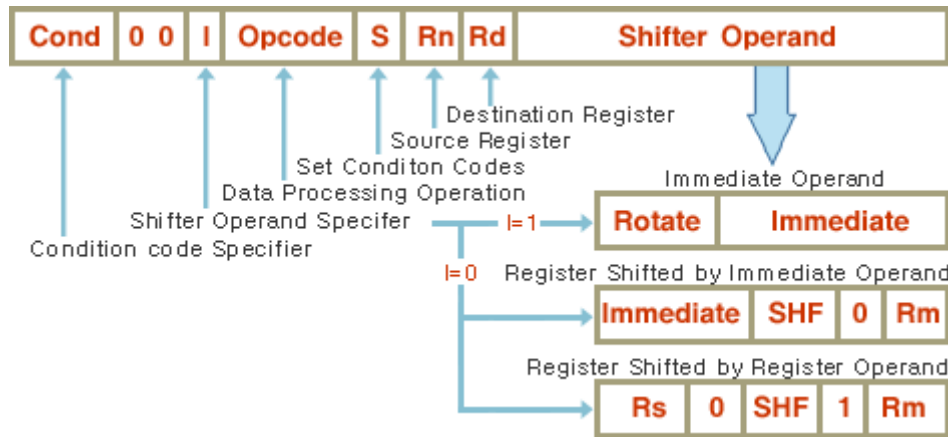 Cond 0 0 I Opcode S Rn Rd Shifter Operand
Destination Register
Source Register
Set Conditon Codes
Data Processing Operation
Immediate Operand
Shifter Operand Specifer
I=1
Rotate Immediate
Condition code Specifier
I=0
Register Shifted by Immediate Operand
Immediate SHF 0 Rm
Register Shifted by Register Operand
Rs 0 SHF 1 Rm